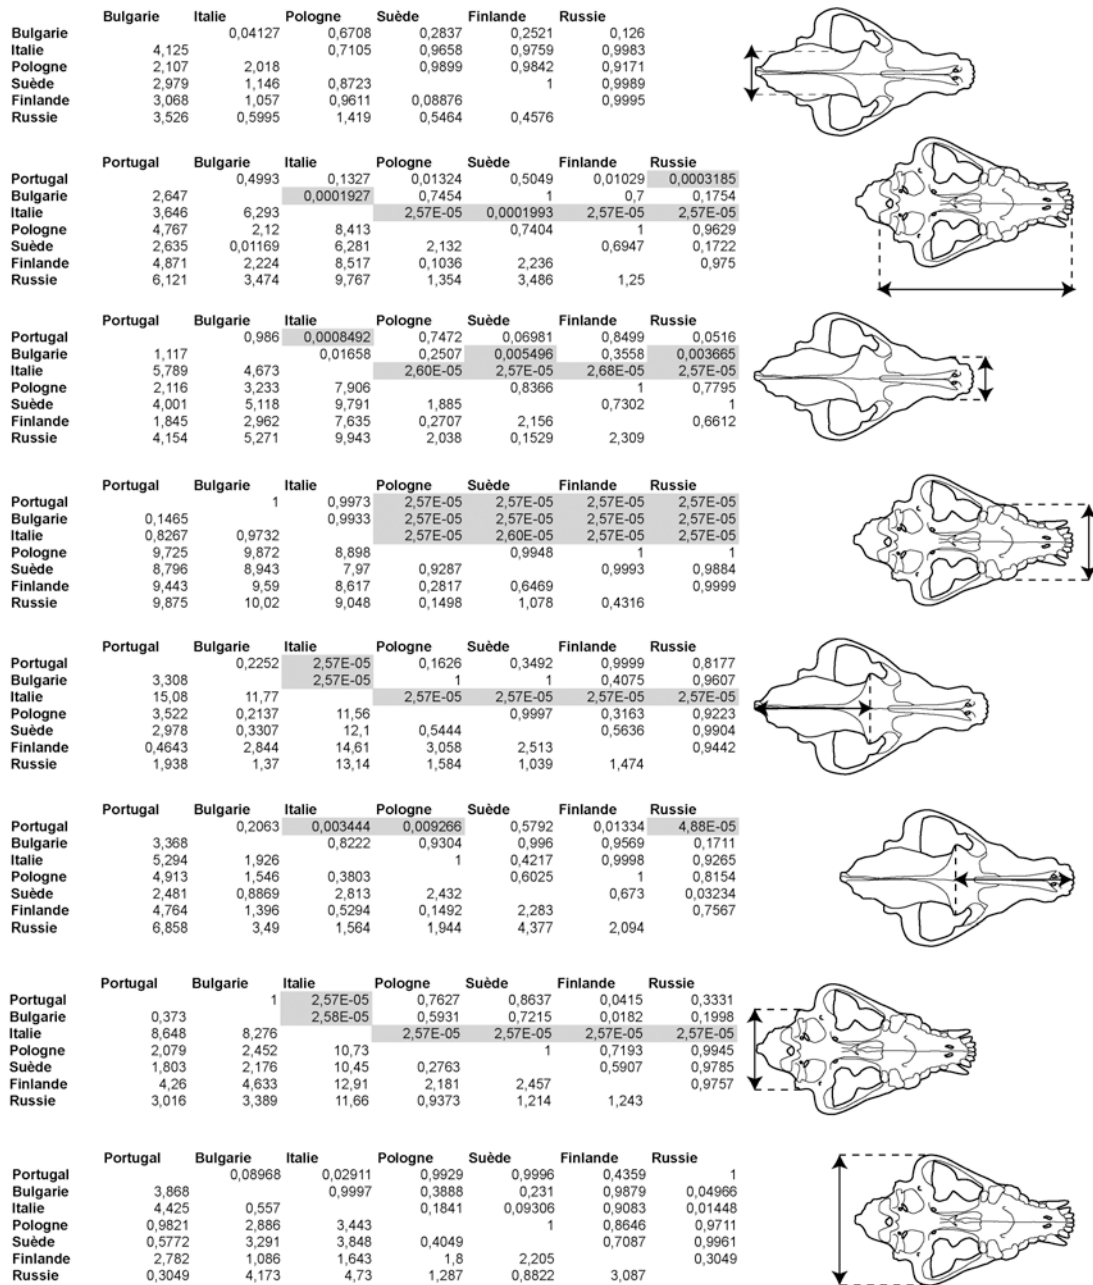 Bulgarie Italie Pologne Suède Finlande Russie
Bulgarie 0,04127 0,6708 0,2837 0,2521 0,126
Italie 4,125 0,7105 0,9658 0,9759 0,9983
Pologne 2,107 2,018 0,9899 0,9842 0,9171
Suède 2,979 1,146 0,8723 1 0,9989
Finlande 3,068 1,057 0,9611 0,08876 0,9995
Russie 3,526 0,5995 1,419 0,5464 0,4576
Portugal Bulgarie Italie Pologne Suède Finlande Russie
Portugal 0,4993 0,1327 0,01324 0,5049 0,01029 0,0003185
Bulgarie 2,647 0,0001927 0,7454 1 0,7 0,1754
Italie 3,646 6,293 2,57E-05 0,0001993 2,57E-05 2,57E-05
Pologne 4,767 2,12 8,413 0,7404 1 0,9629
Suède 2,635 0,01169 6,281 2,132 0,6947 0,1722
Finlande 4,871 2,224 8,517 0,1036 2,236 0,975
Russie 6,121 3,474 9,767 1,354 3,486 1,25
Portugal Bulgarie Italie Pologne Suède Finlande Russie
Portugal 0,986 0,0008492 0,7472 0,06981 0,8499 0,0516
Bulgarie 1,117 0,01658 0,2507 0,005496 0,3558 0,003665
Italie 5,789 4,673 2,60E-05 2,57E-05 2,68E-05 2,57E-05
Pologne 2,116 3,233 7,906 0,8366 1 0,7795
Suède 4,001 5,118 9,791 1,885 0,7302 1
Finlande 1,845 2,962 7,635 0,2707 2,156 0,6612
Russie 4,154 5,271 9,943 2,038 0,1529 2,309
Portugal Bulgarie Italie Pologne Suède Finlande Russie
Portugal 1 0,9973 2,57E-05 2,57E-05 2,57E-05 2,57E-05
Bulgarie 0,1465 0,9933 2,57E-05 2,57E-05 2,57E-05 2,57E-05
Italie 0,8267 0,9732 2,57E-05 2,60E-05 2,57E-05 2,57E-05
Pologne 9,725 9,872 8,898 0,9948 1 1
Suède 8,796 8,943 7,97 0,9287 0,9993 0,9884
Finlande 9,443 9,59 8,617 0,2817 0,6469 0,9999
Russie 9,875 10,02 9,048 0,1498 1,078 0,4316
Portugal Bulgarie Italie Pologne Suède Finlande Russie
Portugal 0,2252 2,57E-05 0,1626 0,3492 0,9999 0,8177
Bulgarie 3,308 2,57E-05 1 1 0,4075 0,9607
Italie 15,08 11,77 2,57E-05 2,57E-05 2,57E-05 2,57E-05
Pologne 3,522 0,2137 11,56 0,9997 0,3163 0,9223
Suède 2,978 0,3307 12,1 0,5444 0,5636 0,9904
Finlande 0,4643 2,844 14,61 3,058 2,513 0,9442
Russie 1,938 1,37 13,14 1,584 1,039 1,474
Portugal Bulgarie Italie Pologne Suède Finlande Russie
Portugal 0,2063 0,003444 0,009266 0,5792 0,01334 4,88E-05
Bulgarie 3,368 0,8222 0,9304 0,996 0,9569 0,1711
Italie 5,294 1,926 1 0,4217 0,9998 0,9265
Pologne 4,913 1,546 0,3803 0,6025 1 0,8154
Suède 2,481 0,8869 2,813 2,432 0,673 0,03234
Finlande 4,764 1,396 0,5294 0,1492 2,283 0,7567
Russie 6,858 3,49 1,564 1,944 4,377 2,094
Portugal Bulgarie Italie Pologne Suède Finlande Russie
Portugal 1 2,57E-05 0,7627 0,8637 0,0415 0,3331
Bulgarie 0,373 2,58E-05 0,5931 0,7215 0,0182 0,1998
Italie 8,648 8,276 2,57E-05 2,57E-05 2,57E-05 2,57E-05
Pologne 2,079 2,452 10,73 1 0,7193 0,9945
Suède 1,803 2,176 10,45 0,2763 0,5907 0,9785
Finlande 4,26 4,633 12,91 2,181 2,457 0,9757
Russie 3,016 3,389 11,66 0,9373 1,214 1,243
Portugal Bulgarie Italie Pologne Suède Finlande Russie
Portugal 0,08968 0,02911 0,9929 0,9996 0,4359 1
Bulgarie 3,868 0,9997 0,3888 0,231 0,9879 0,04966
Italie 4,425 0,557 0,1841 0,09306 0,9083 0,01448
Pologne 0,9821 2,886 3,443 1 0,8646 0,9711
Suède 0,5772 3,291 3,848 0,4049 0,7087 0,9961
Finlande 2,782 1,086 1,643 1,8 2,205 0,3049
Russie 0,3049 4,173 4,73 1,287 0,8822 3,087